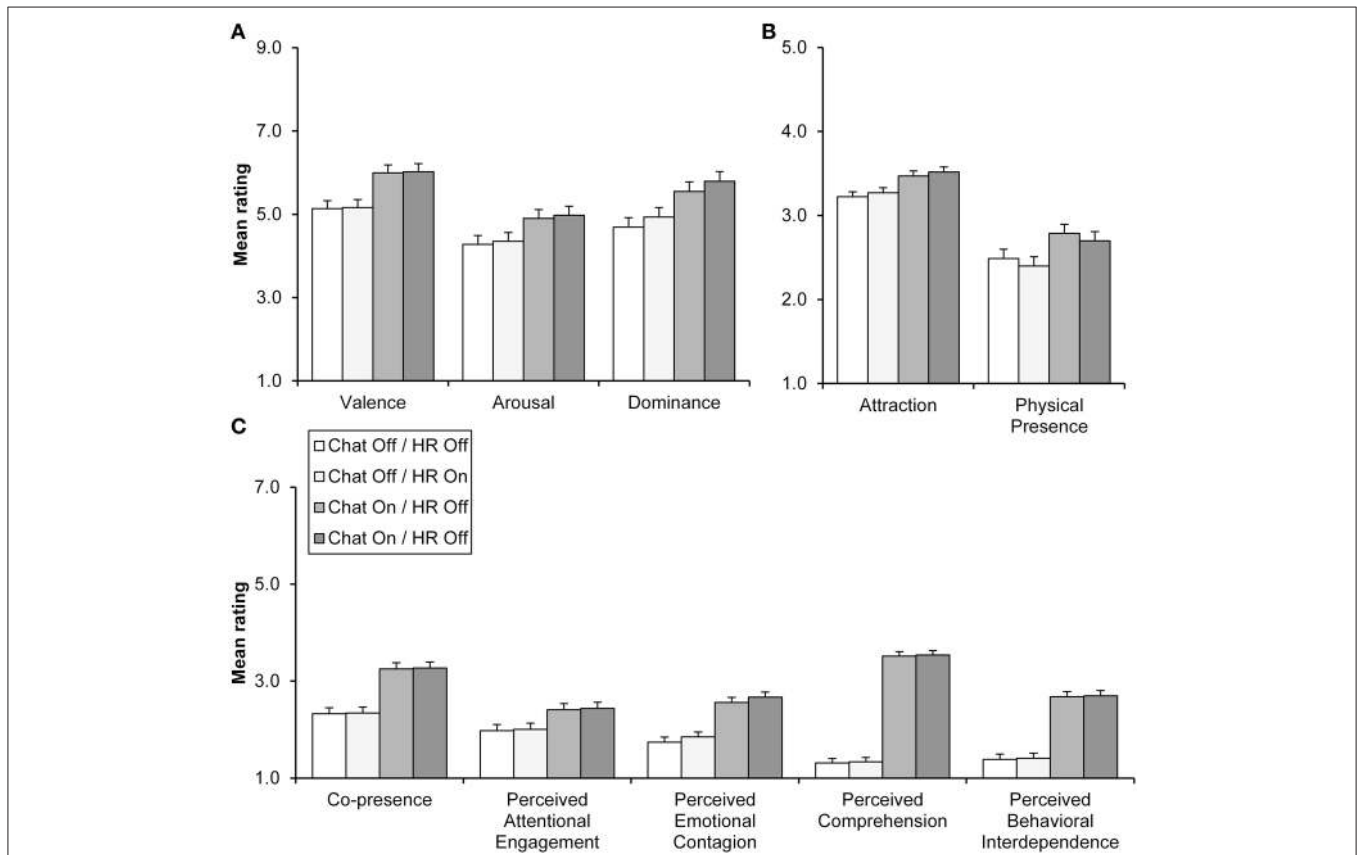 A
B
9.0
7.0
5.0
3.0
1.0
Mean rating
Valence
Arousal
Dominance
5.0
4.0
3.0
2.0
1.0
Attraction
Physical
Presence
C
Chat Off / HR Off
Chat Off / HR On
Chat On / HR Off
Chat On / HR Off
7.0
5.0
3.0
1.0
Mean rating
Co-presence
Perceived
Attentional
Engagement
Perceived
Emotional
Contagion
Perceived
Comprehension
Perceived
Behavioral
Interdependence